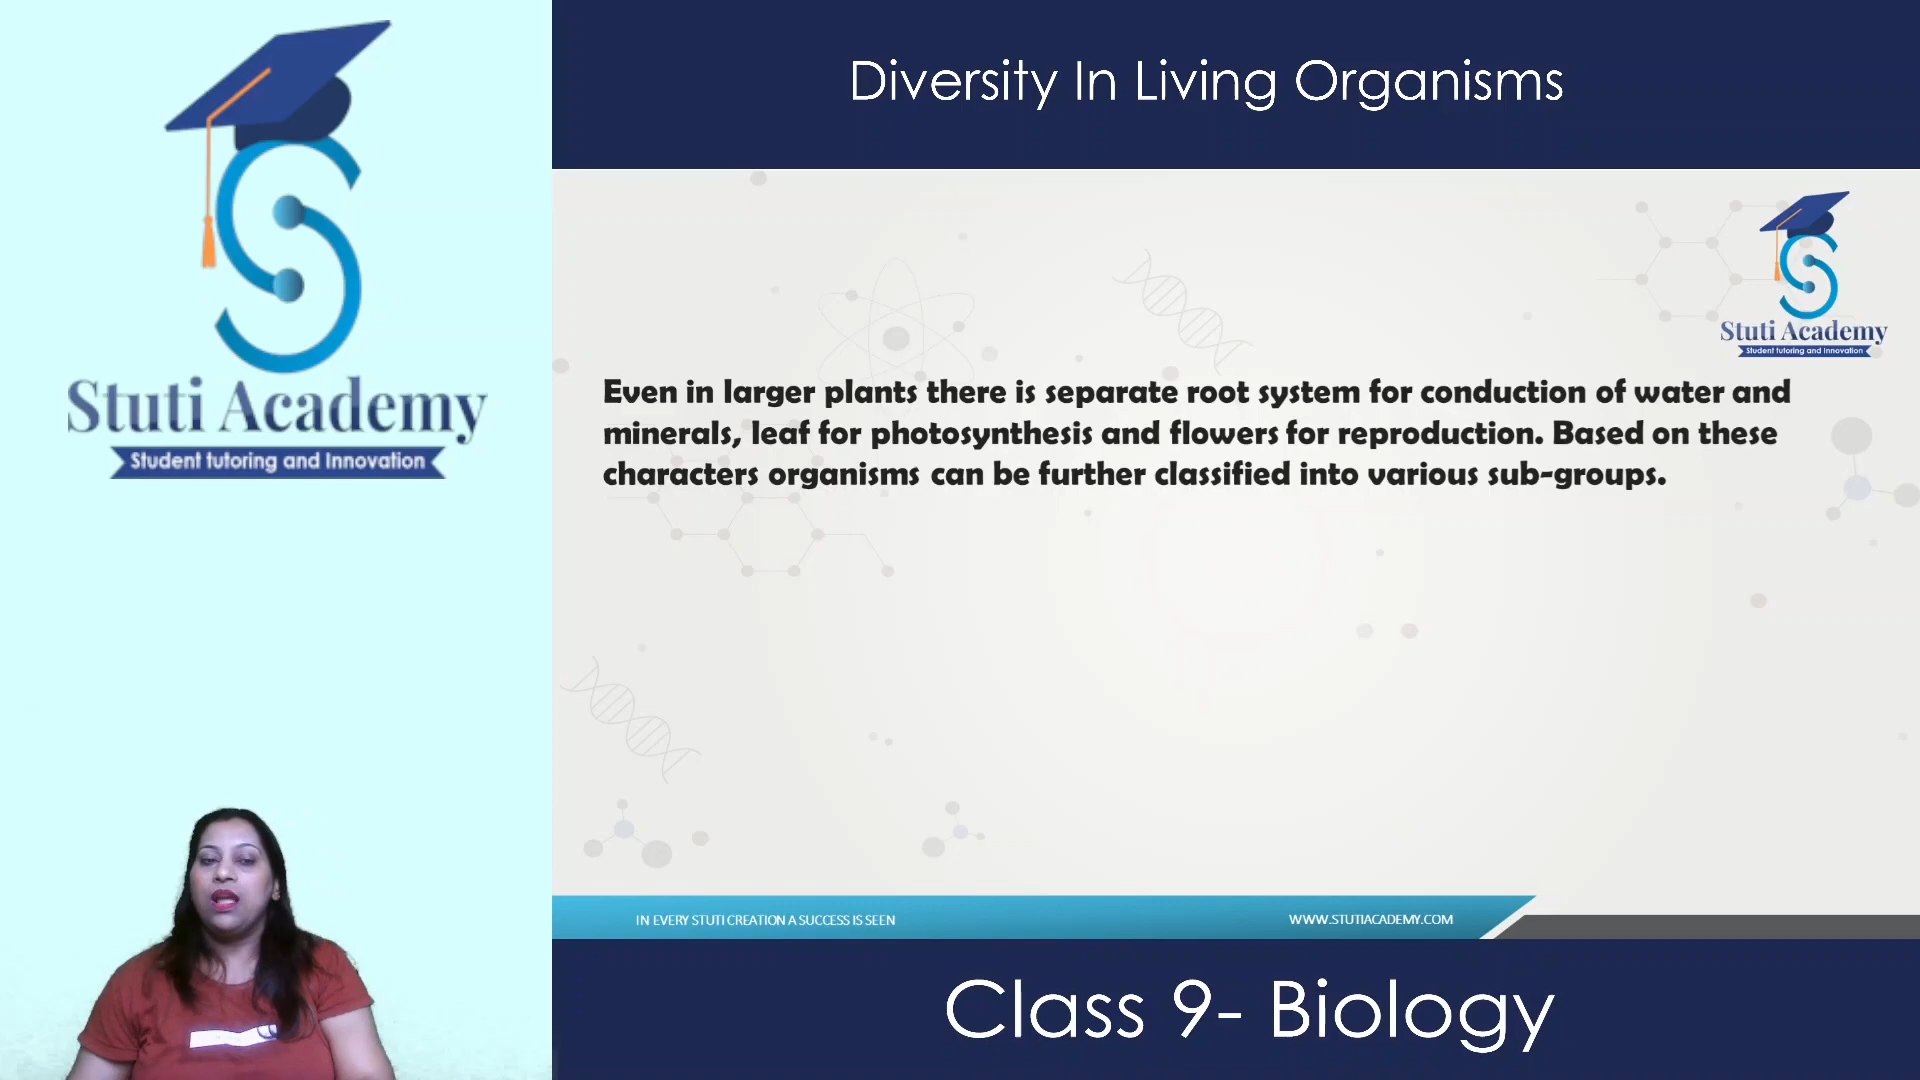 Stuti Academy
Student tutoring and Innovation
Diversity In Living Organisms
Stuti Academy
Student tutoring and Innovation
Even in larger plants there is separate root system for conduction of water and
minerals, leaf for photosynthesis and flowers for reproduction. Based on these
characters organisms can be further classified into various sub-groups.
IN EVERY STUTI CREATION A SUCCESS IS SEEN
WWW.STUTIACADEMY.COM
Class 9- Biology